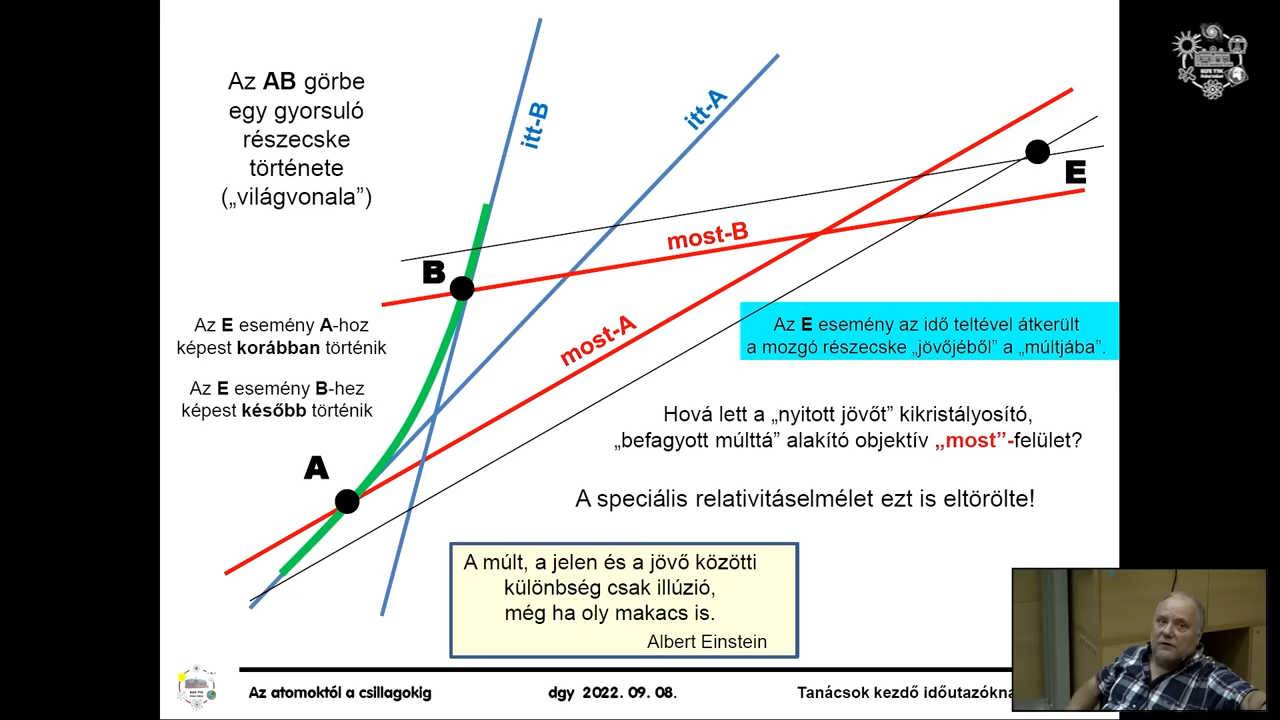 Az AB görbe
egy gyorsuló
részecske
története
(„világvonala”)
itt-B
itt-A
E
most-B
B
most-A
Az E esemény A-hoz
képest korábban történik
Az E esemény B-hez
képest később történik
A
Az E esemény az idő teltével átkerült
a mozgó részecske „jövőjéből” a „múltjába”.
Hová lett a „nyitott jövőt” kikristályosító,
„befagyott múlttá” alakító objektív „most”-felület?
A speciális relativitáselmélet ezt is eltörölte!
A múlt, a jelen és a jövő közötti
különbség csak illúzió,
még ha oly makacs is.
Albert Einstein
Az atomoktól a csillagokig
dgy 2022. 09. 08.
Tanácsok kezdő időutazókna